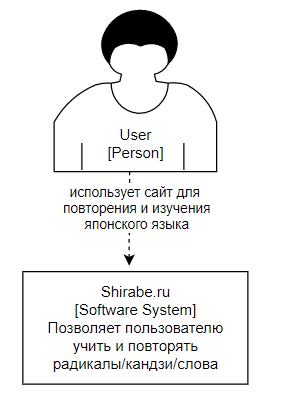 User
[Person]
использует сайт для
повторения и изучения
японского языка
Shirabe.ru
[Software System]
Позволяет пользователю
учить и повторять
радикалы/кандзи/слова